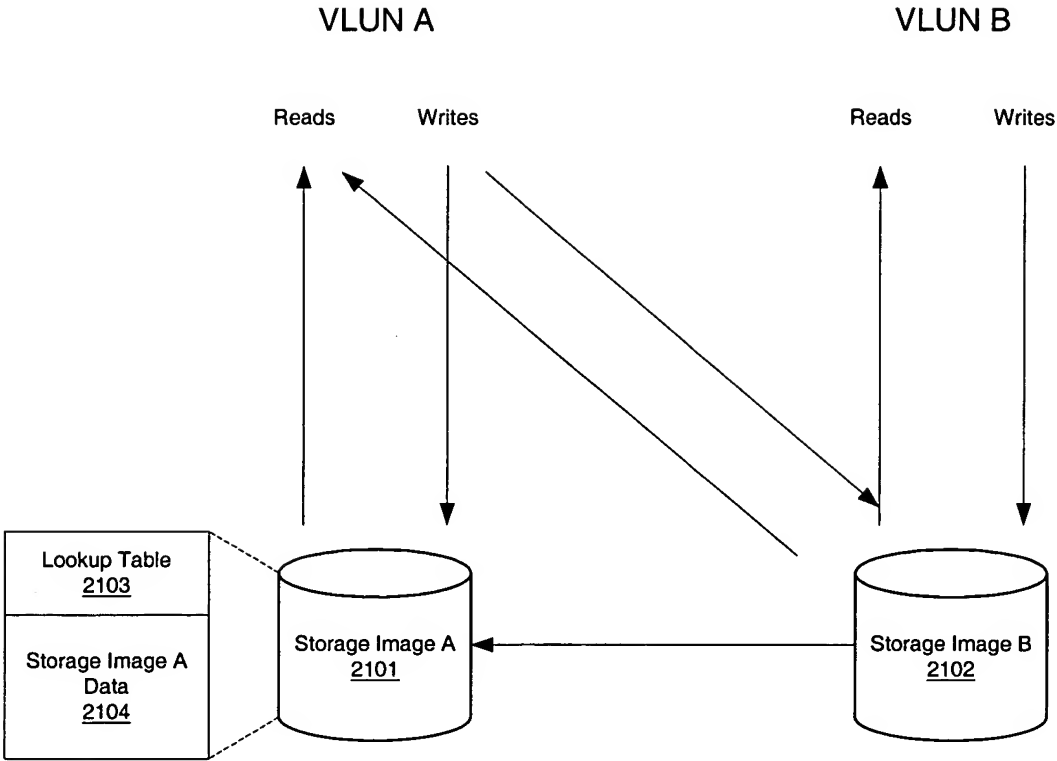 VLUN A
VLUN B
Reads
Writes
Reads
Writes
Lookup Table
2103
Storage Image A
Data
2104
Storage Image A
2101
Storage Image B
2102